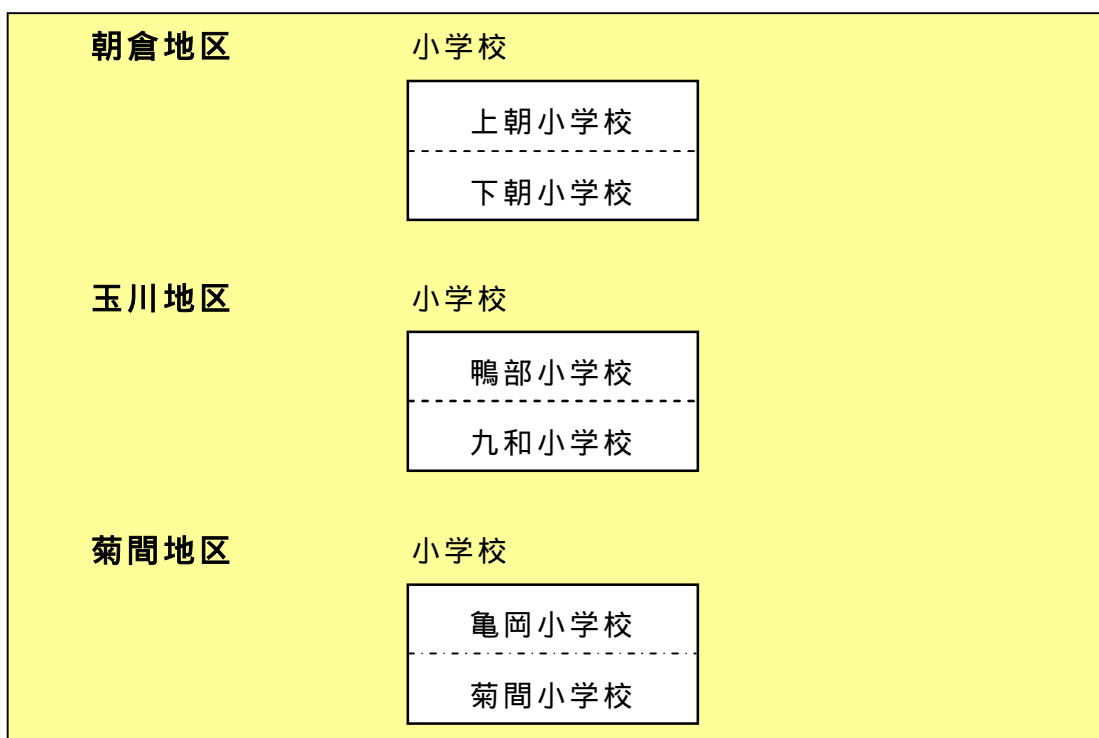 朝倉地区 小学校
上朝小学校
下朝小学校
玉川地区 小学校
鴨部小学校
九和小学校
菊間地区 小学校
亀岡小学校
菊間小学校